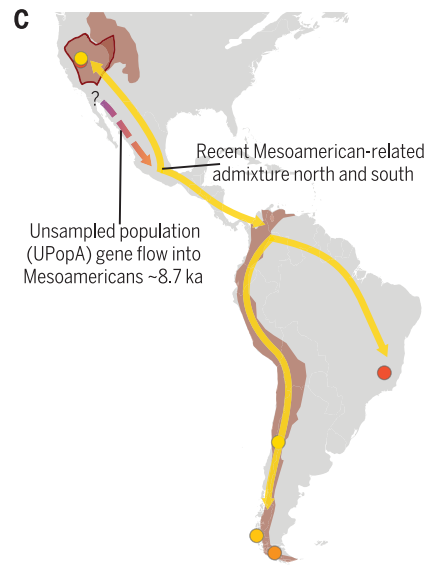 C
?
Recent Mesoamerican-related
admixture north and south
Unsampled population
(UPopA) gene flow into
Mesoamericans ~8.7 ka